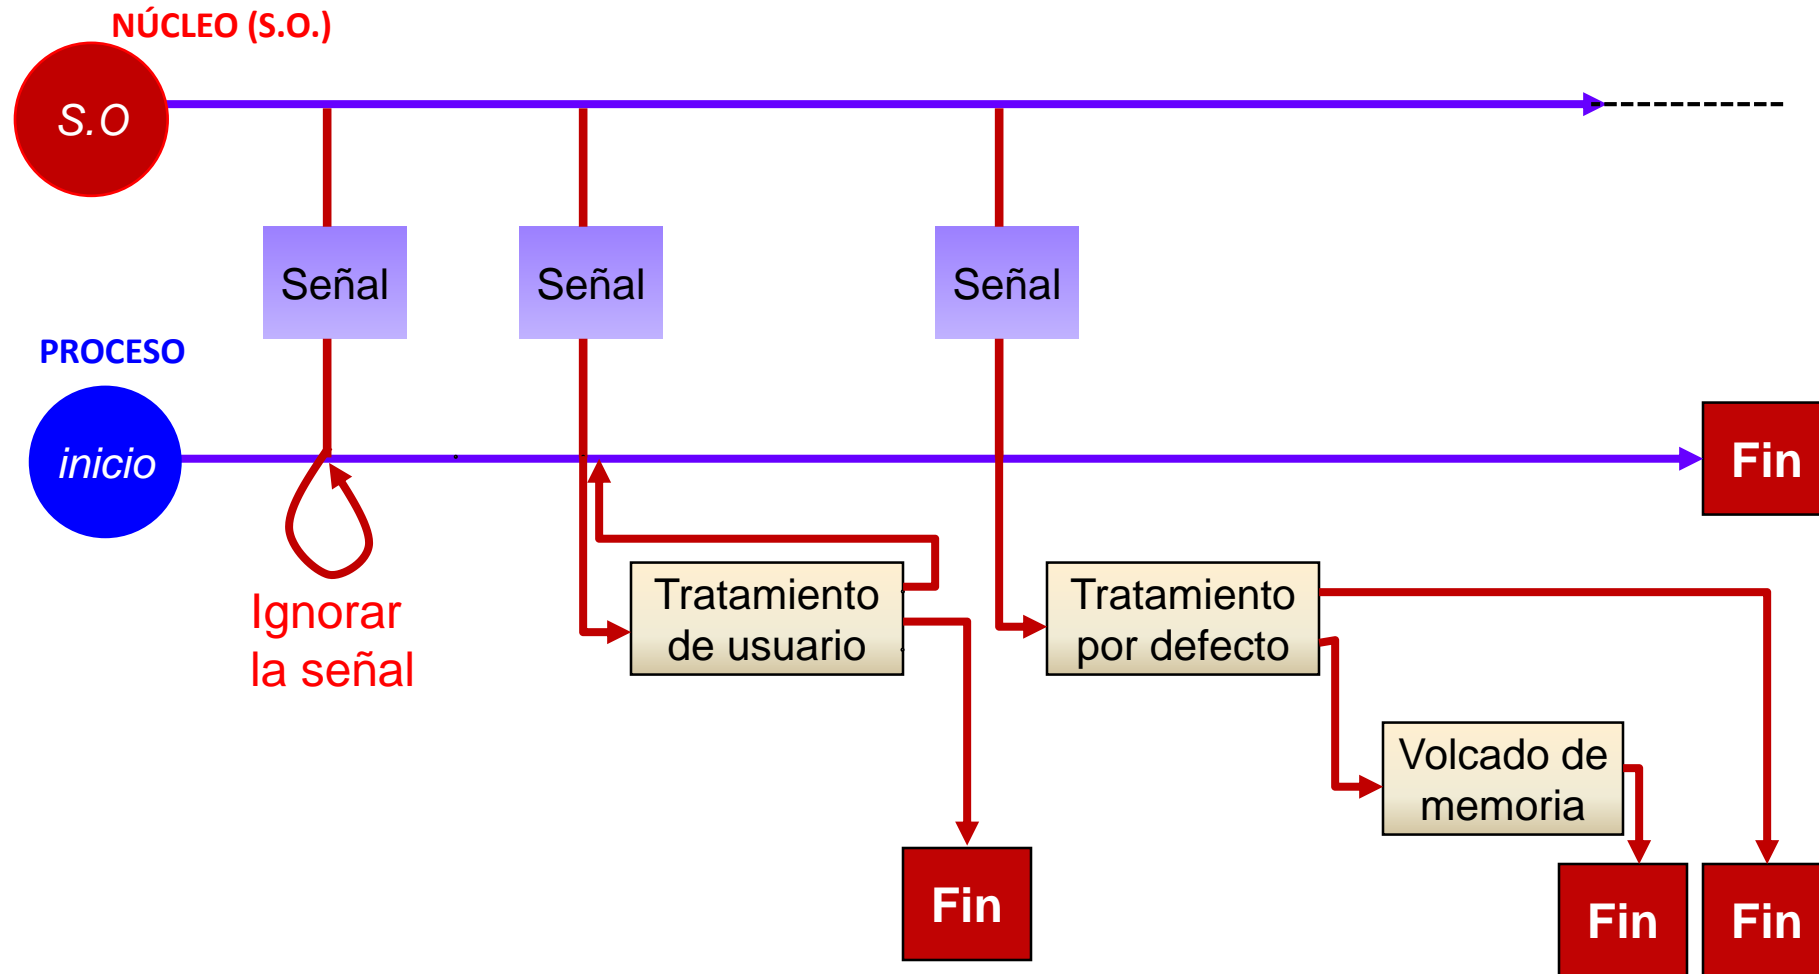 NÚCLEO (S.O.)
S.O
Señal
Señal
Señal
PROCESO
inicio
Fin
Ignorar
la señal
Tratamiento
de usuario
Tratamiento
por defecto
Volcado de
memoria
Fin
Fin
Fin